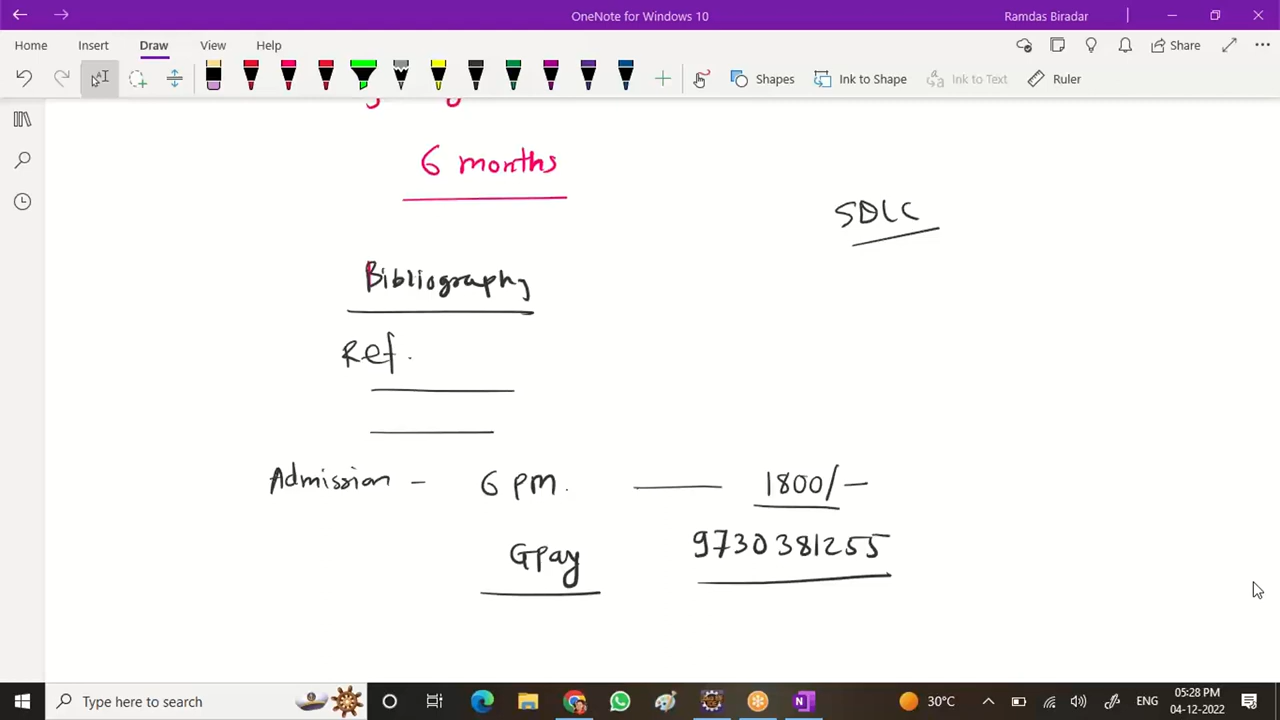 OneNote for Windows 10
Ramdas Biradar
Home Insert Draw View Help
Share
Shapes Ink to Shape Ink to Text Ruler
6 months
SDLC
Bibliography
Ref.
Admission - 6 pm. 1800/-
Gpay 9730381255
Type here to search
30°C ENG 05:28 PM
04-12-2022